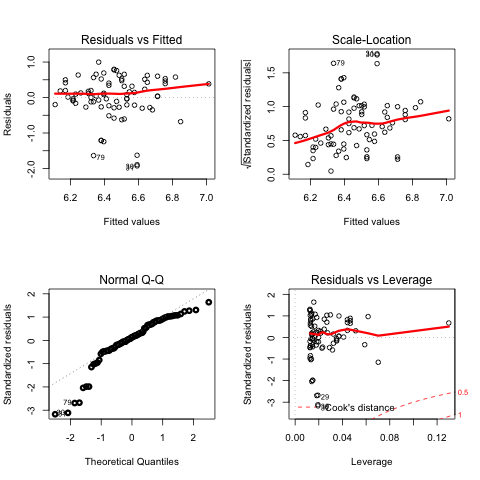 Residuals vs Fitted
Residuals
1.0
0.0
-1.0
-2.0
79
6.2 6.4 6.6 6.8 7.0
Fitted values
Scale-Location
√|Standardized residuals|
1.5
1.0
0.5
0.0
79
6.2 6.4 6.6 6.8 7.0
Fitted values
Normal Q-Q
Standardized residuals
2
1
0
-1
-2
-3
79
-2 -1 0 1 2
Theoretical Quantiles
Residuals vs Leverage
Standardized residuals
2
1
0
-1
-2
-3
29
Cook's distance
0.5
1
0.00 0.04 0.08 0.12
Leverage